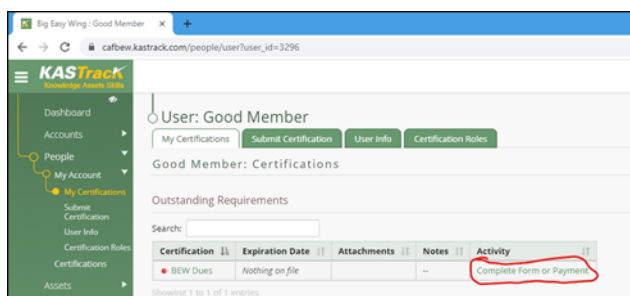 Big Easy Wing : Good Member
cafbew.kastrack.com/people/user?user_id=3296
KASTrack
Knowledge Assets Skills
Dashboard
Accounts
People
My Account
My Certifications
Submit
Certification
User Info
Certification Roles
Certifications
Assets
User: Good Member
My Certifications Submit Certification User Info Certification Roles
Good Member: Certifications
Outstanding Requirements
Search:
Certification Expiration Date Attachments Notes Activity
BEW Dues Nothing on file -- Complete Form or Payment
Showing 1 to 1 of 1 entries